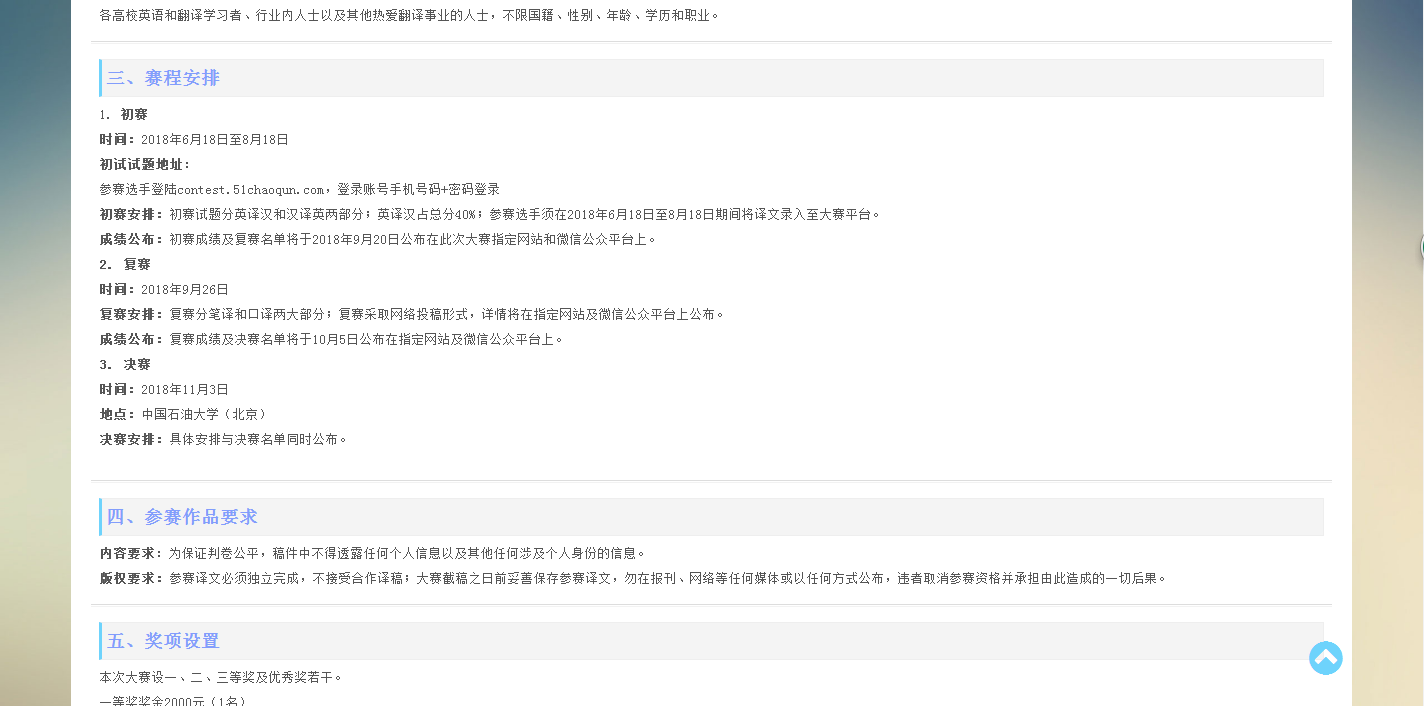 各高校英语和翻译学习者、行业内人士以及其他热爱翻译事业的人士，不限国籍、性别、年龄、学历和职业。
三、赛程安排
1. 初赛
时间：2018年6月18日至8月18日
初试试题地址：
参赛选手登陆contest.51chaoqun.com，登录账号手机号码+密码登录
初赛安排：初赛试题分英译汉和汉译英两部分；英译汉占总分40%；参赛选手须在2018年6月18日至8月18日期间将译文录入至大赛平台。
成绩公布：初赛成绩及复赛名单将于2018年9月20日公布在此次大赛指定网站和微信公众平台上。
2. 复赛
时间：2018年9月26日
复赛安排：复赛分笔译和口译两大部分；复赛采取网络投稿形式，详情将在指定网站及微信公众平台上公布。
成绩公布：复赛成绩及决赛名单将于10月5日公布在指定网站及微信公众平台上。
3. 决赛
时间：2018年11月3日
地点：中国石油大学（北京）
决赛安排：具体安排与决赛名单同时公布。
四、参赛作品要求
内容要求：为保证判卷公平，稿件中不得透露任何个人信息以及其他任何涉及个人身份的信息。
版权要求：参赛译文必须独立完成，不接受合作译稿；大赛截稿之日前妥善保存参赛译文，勿在报刊、网络等任何媒体或以任何方式公布，违者取消参赛资格并承担由此造成的一切后果。
五、奖项设置
本次大赛设一、二、三等奖及优秀奖若干。
一等奖奖金2000元（1名）